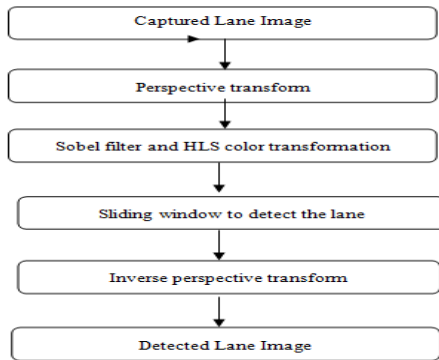 Captured Lane Image
Perspective transform
Sobel filter and HLS color transformation
Sliding window to detect the lane
Inverse perspective transform
Detected Lane Image